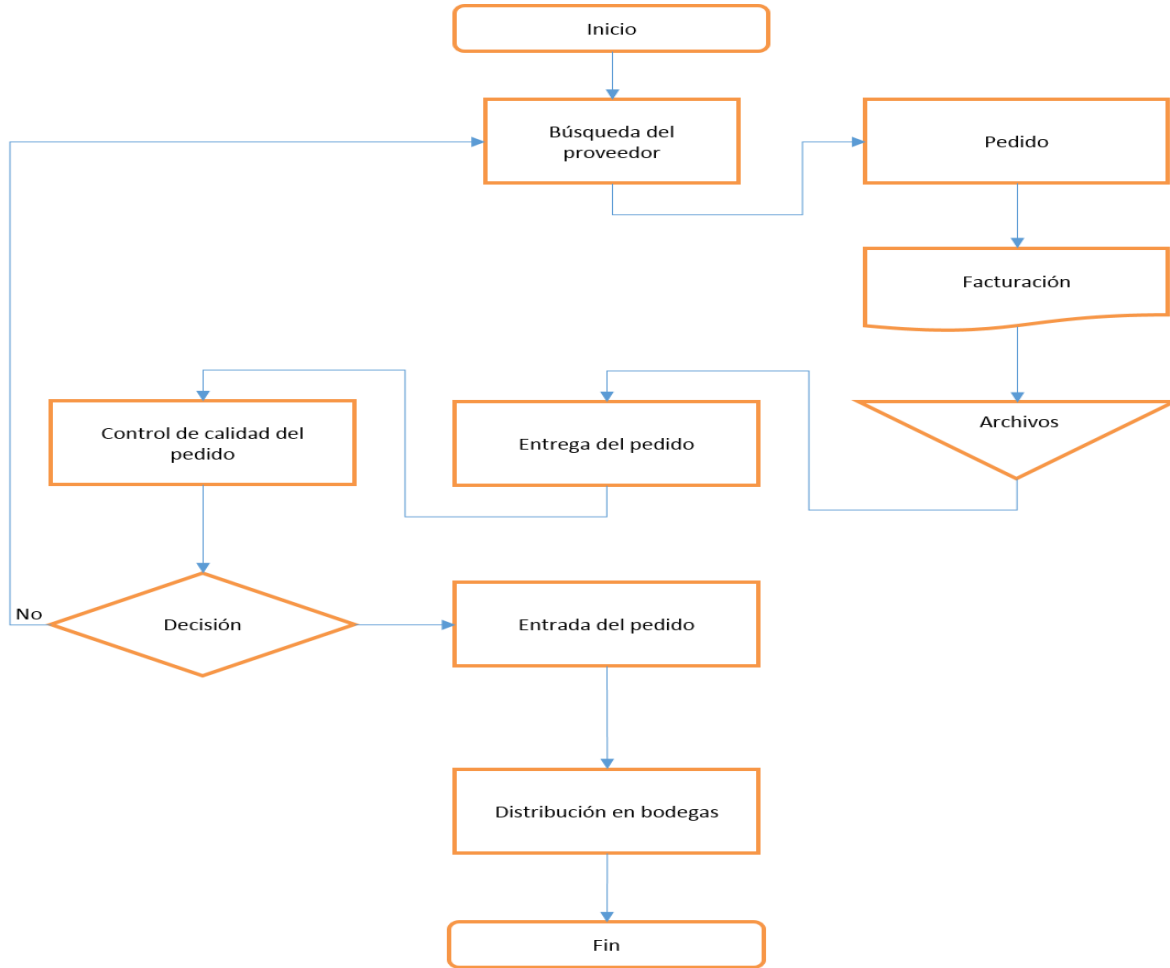 Inicio
Búsqueda del
proveedor
Pedido
Facturación
Archivos
Entrega del pedido
Control de calidad del
pedido
Decisión
No
Entrada del pedido
Distribución en bodegas
Fin